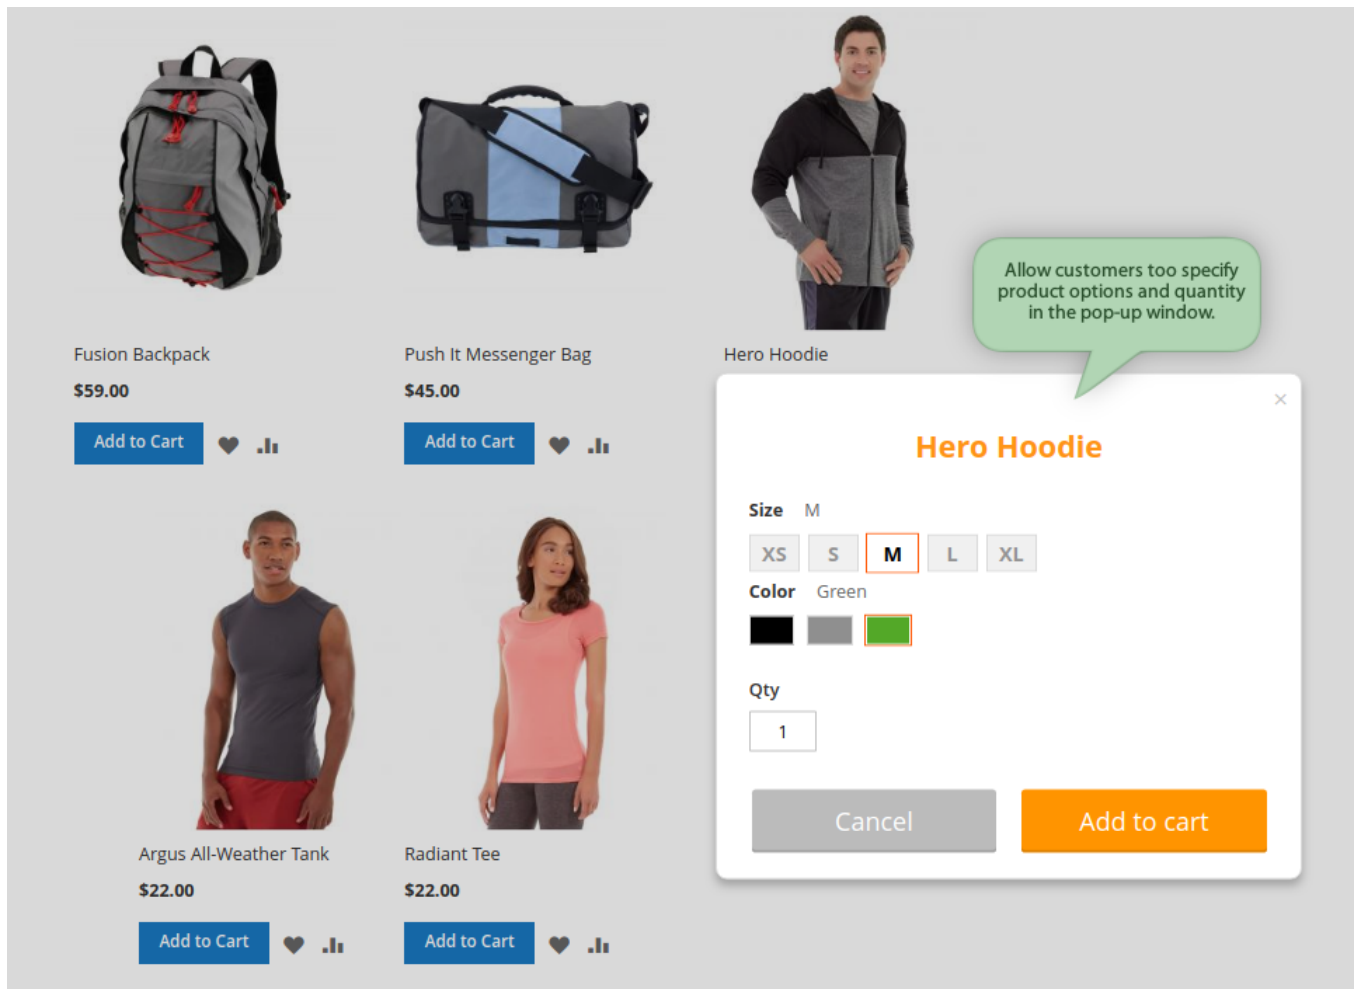 Allow customers too specify
product options and quantity
in the pop-up window.
Fusion Backpack
Push It Messenger Bag
Hero Hoodie
$59.00
$45.00
Add to Cart
Add to Cart
×
Hero Hoodie
Size M
XS S M L XL
Color Green
Qty
1
Cancel
Add to cart
Argus All-Weather Tank
Radiant Tee
$22.00
$22.00
Add to Cart
Add to Cart